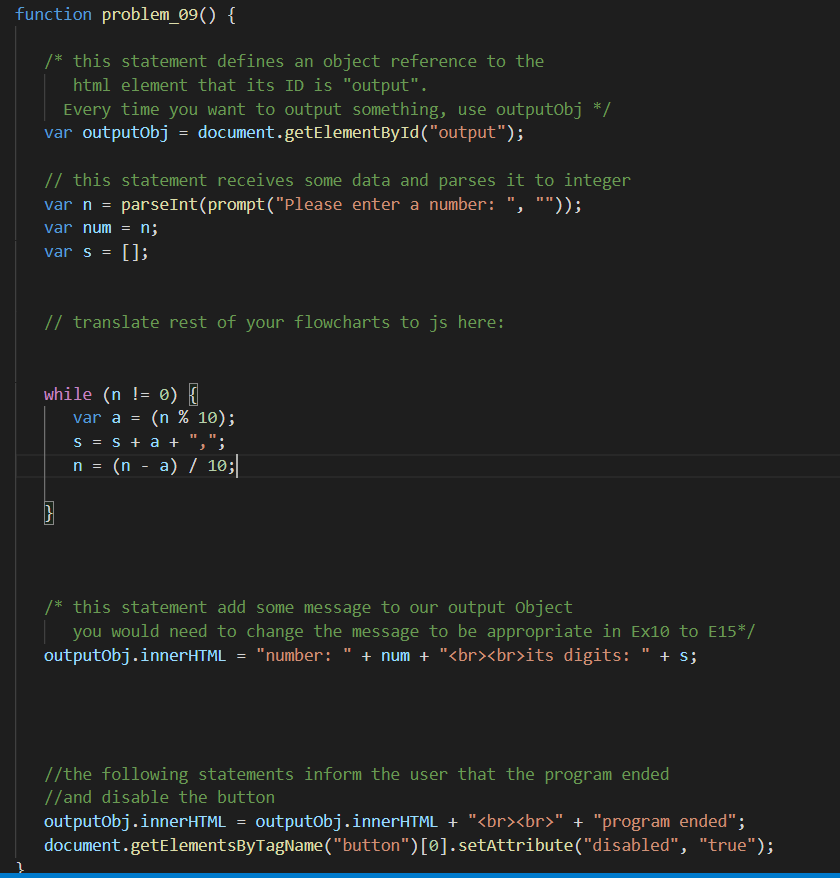 function problem_09() {
/* this statement defines an object reference to the
html element that its ID is "output".
Every time you want to output something, use outputObj */
var outputObj = document.getElementById("output");
// this statement receives some data and parses it to integer
var n = parseInt(prompt("Please enter a number: ", ""));
var num = n;
var s = [];
// translate rest of your flowcharts to js here:
while (n != 0) {
var a = (n % 10);
s = s + a + ",";
n = (n - a) / 10;
}
/* this statement add some message to our output Object
you would need to change the message to be appropriate in Ex10 to E15*/
outputObj.innerHTML = "number: " + num + "<br><br>its digits: " + s;
//the following statements inform the user that the program ended
//and disable the button
outputObj.innerHTML = outputObj.innerHTML + "<br><br>" + "program ended";
document.getElementsByTagName("button")[0].setAttribute("disabled", "true");
}